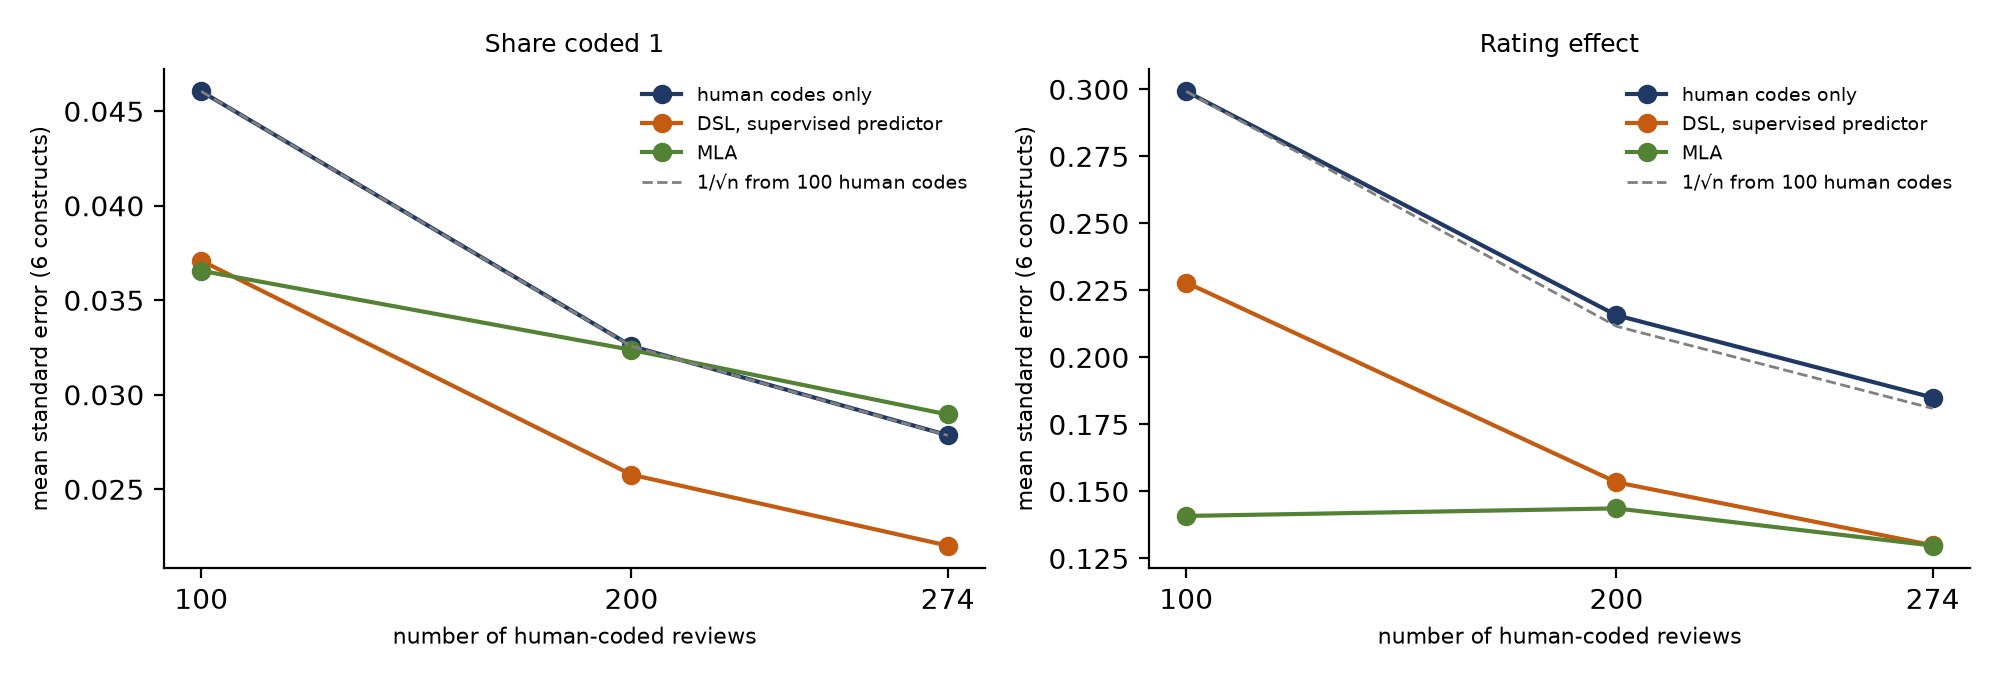 Share coded 1
mean standard error (6 constructs)
0.045
0.040
0.035
0.030
0.025
human codes only
DSL, supervised predictor
MLA
1/√n from 100 human codes
100
200
274
number of human-coded reviews
Rating effect
mean standard error (6 constructs)
0.300
0.275
0.250
0.225
0.200
0.175
0.150
0.125
human codes only
DSL, supervised predictor
MLA
1/√n from 100 human codes
100
200
274
number of human-coded reviews